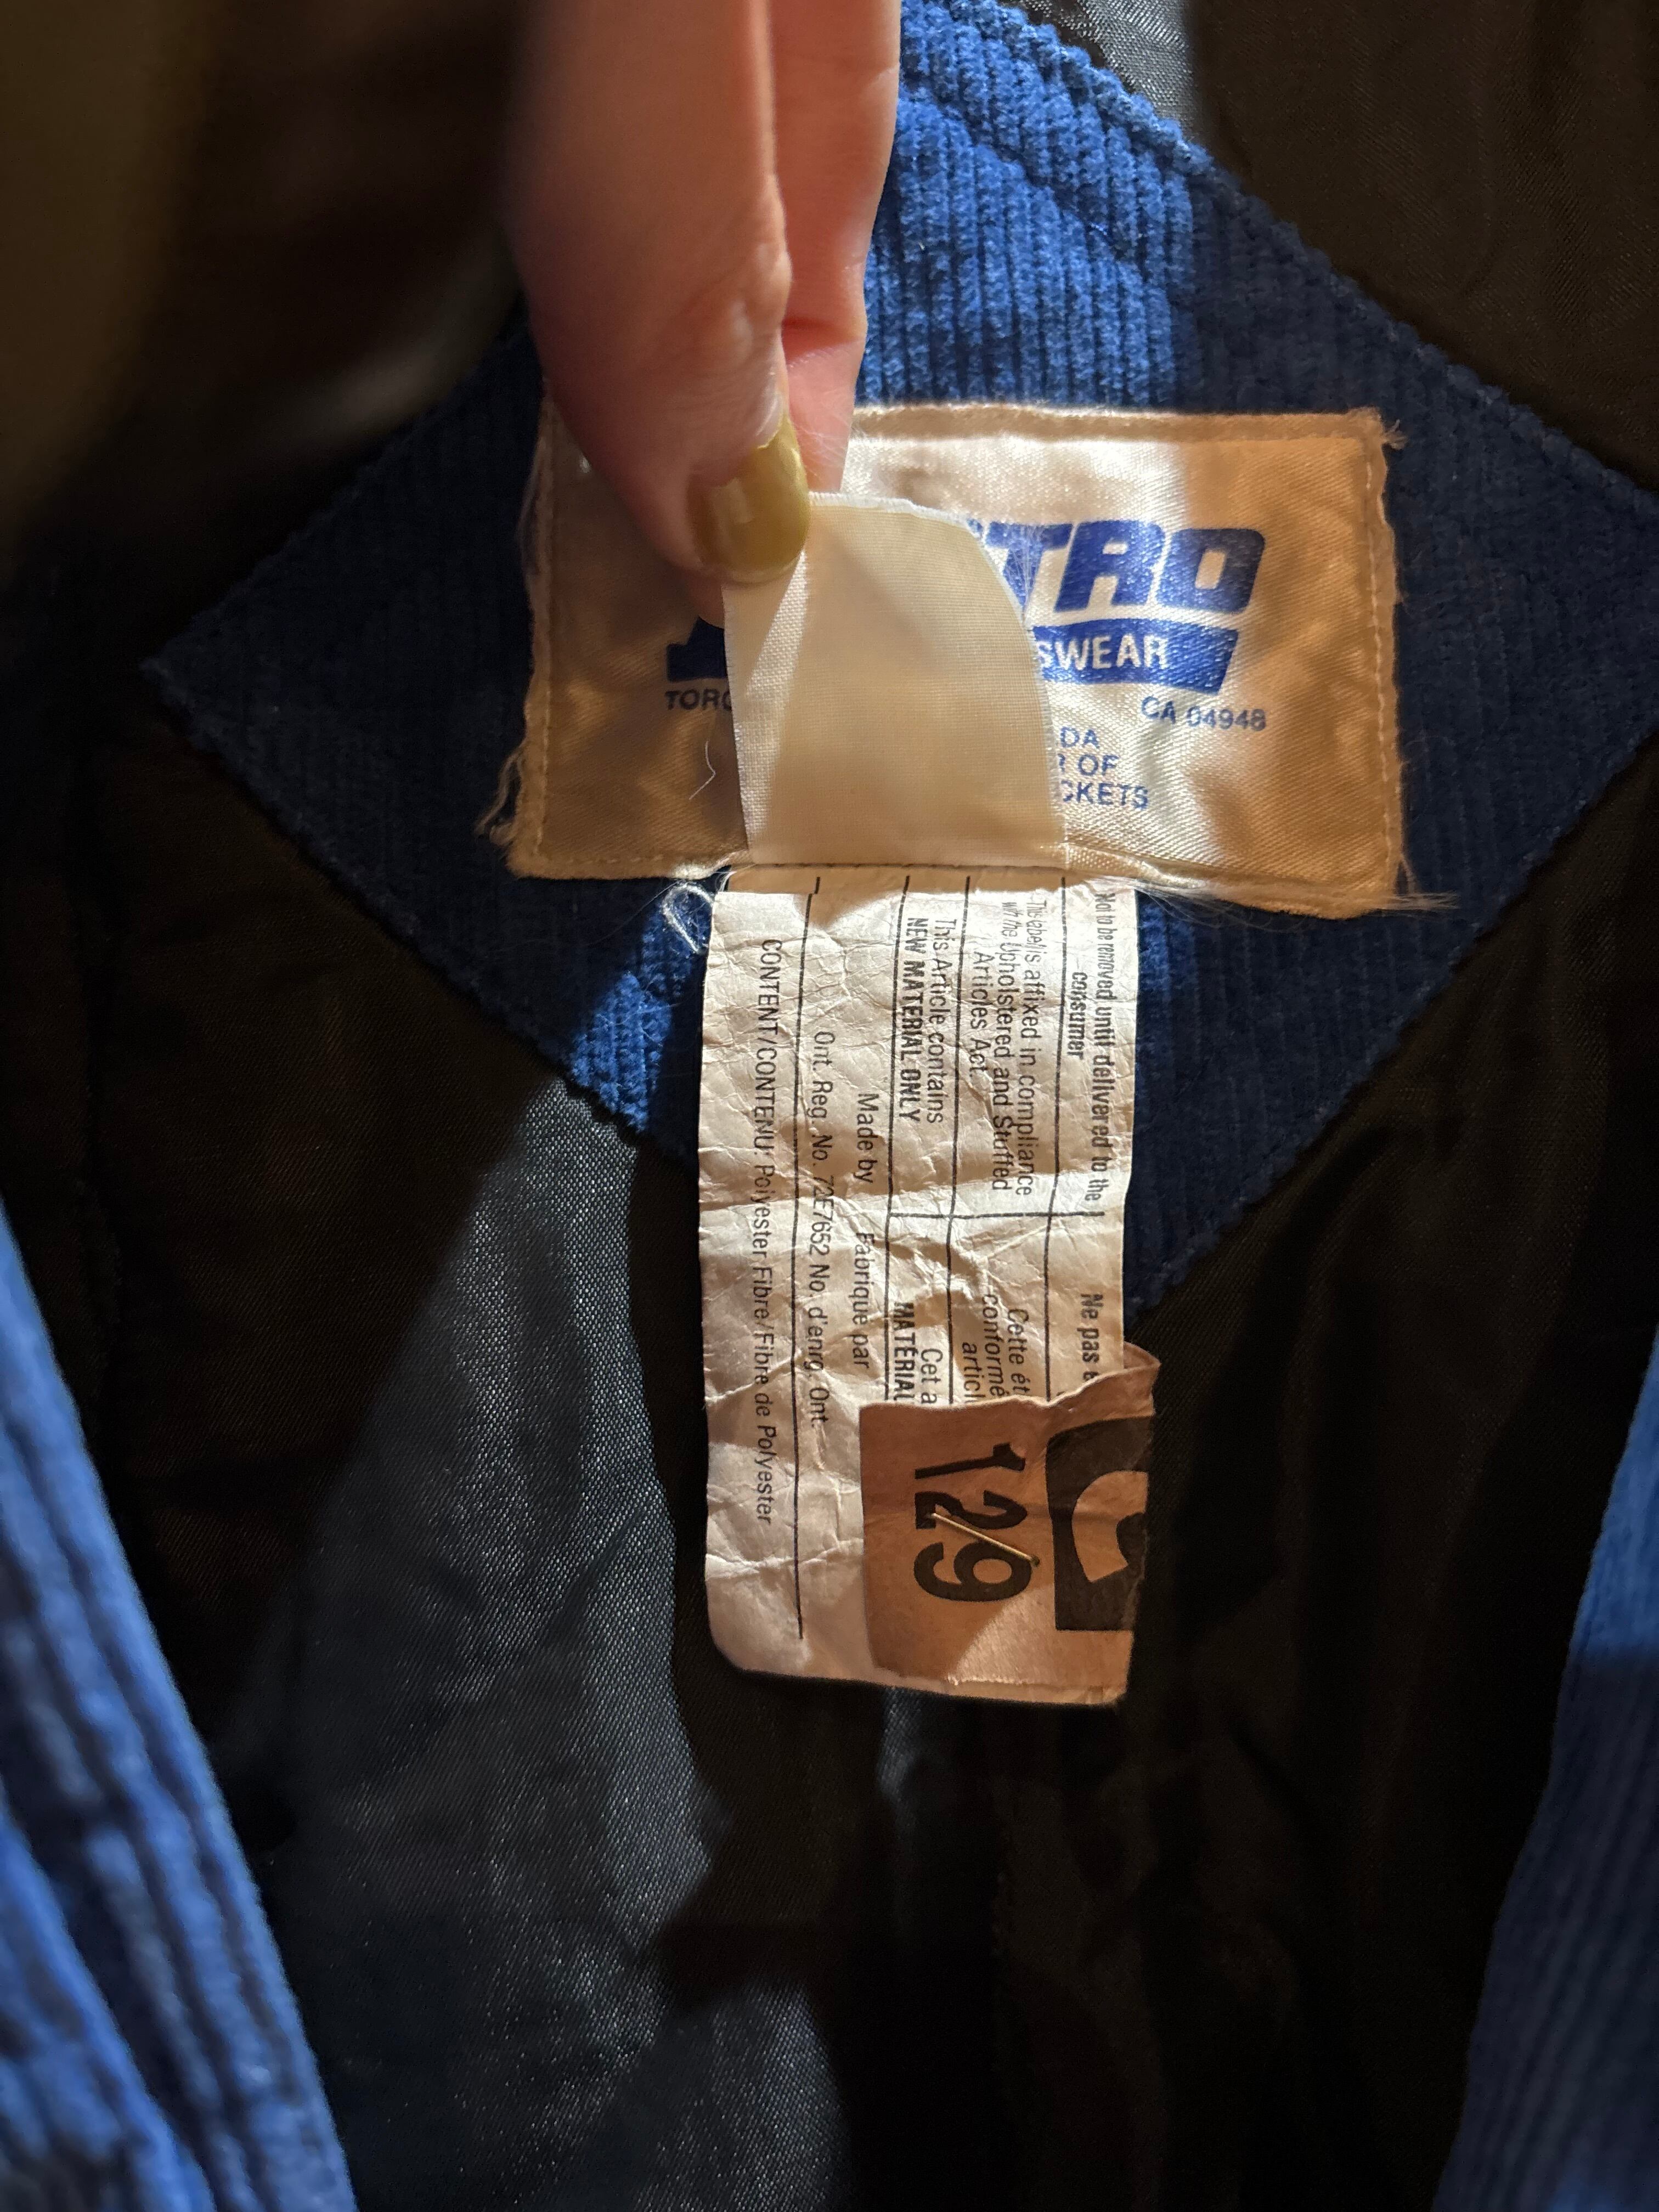 TRO
SWEAR
TORO
CA 04948
DA
R OF
CKETS
Not to be removed until delivered to the
consumer
Ne pas
This label is affixed in compliance
with the Upholstered and Stuffed
Articles Act.
Cette ét
conformé
articl
This Article contains
NEW MATERIAL ONLY
Cet a
MATÉRIAU
Made by Fabriqué par
Ont. Reg. No. 72E7652 No. d'enrg. Ont.
CONTENT/CONTENU: Polyester Fibre/Fibre de Polyester
129